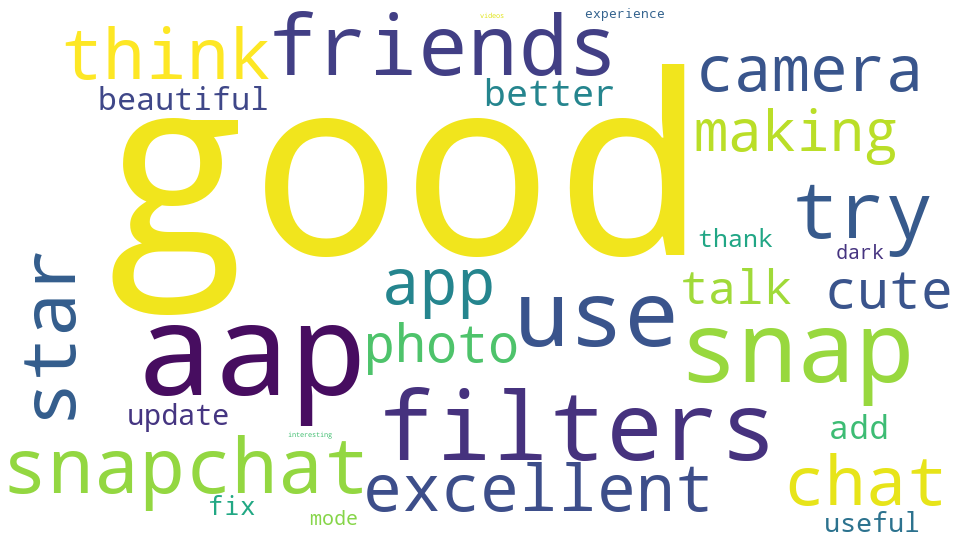 videos
experience
think
friends
camera
beautiful
better
good
making
try
thank
dark
star
app
use
talk
cute
aap
photo
snap
update
filters
add
snapchat
interesting
excellent
chat
fix
mode
useful